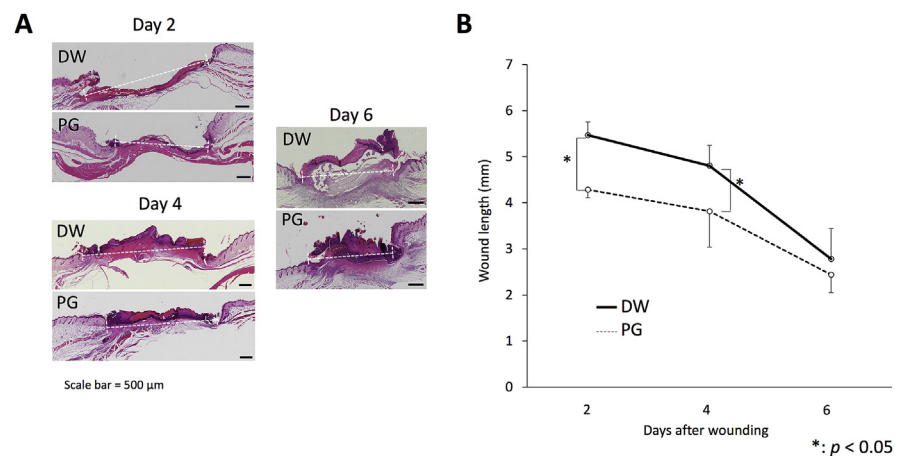 A
Day 2
DW
PG
Day 4
DW
PG
Scale bar = 500 µm
Day 6
DW
PG
B
Wound length (mm)
7
6
5
4
3
2
1
0
*
*
DW
PG
2 4 6
Days after wounding
*: p < 0.05